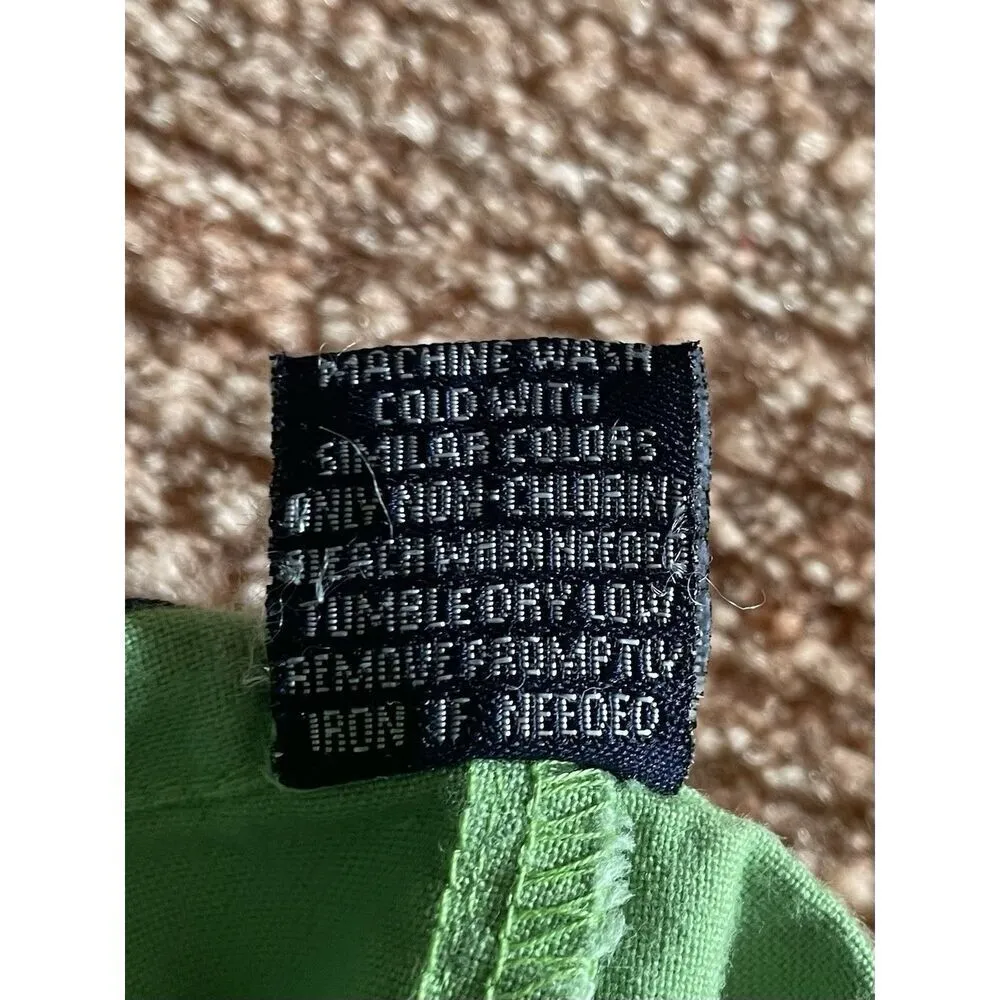 MACHINE WASH
COLD WITH
SIMILAR COLORS
ONLY NON-CHLORINE
BLEACH WHEN NEEDED
TUMBLE DRY LOW
REMOVE PROMPTLY
IRON IF NEEDED